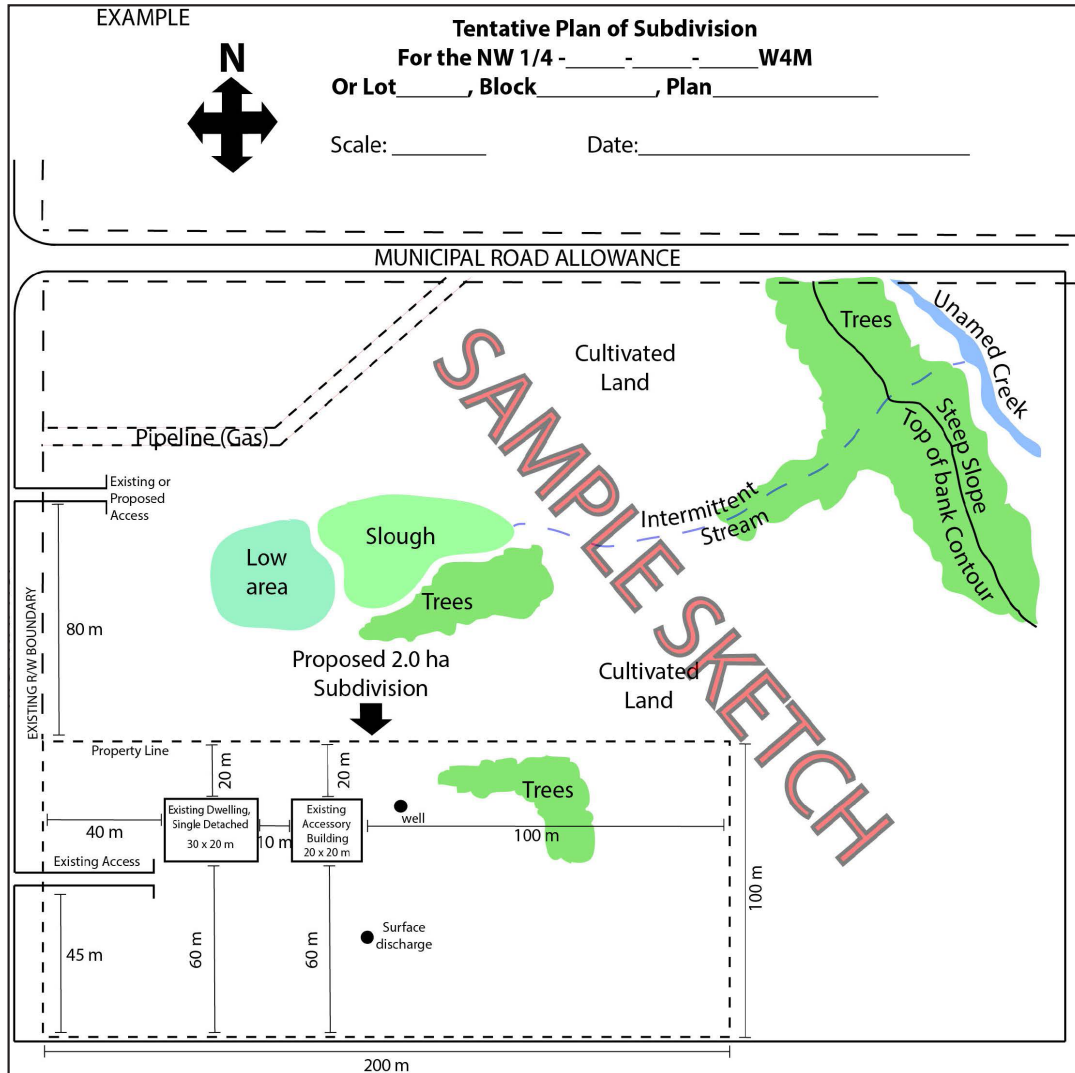 EXAMPLE
Tentative Plan of Subdivision
For the NW 1/4 -_____-_____-_____W4M
Or Lot______, Block__________, Plan______________
N
Scale: ________
Date:____________________________
MUNICIPAL ROAD ALLOWANCE
Trees
Unamed Creek
Cultivated
Land
Pipeline (Gas)
Steep Slope
Top of bank Contour
Existing or
Proposed
Access
Intermittent
Stream
Slough
Low
area
Trees
EXISTING R/W BOUNDARY
80 m
Proposed 2.0 ha
Subdivision
Cultivated
Land
SAMPLE SKETCH
Property Line
20 m
20 m
Trees
Existing Dwelling,
Single Detached
30 x 20 m
Existing
Accessory
Building
20 x 20 m
well
40 m
10 m
100 m
Existing Access
100 m
45 m
60 m
60 m
Surface
discharge
200 m